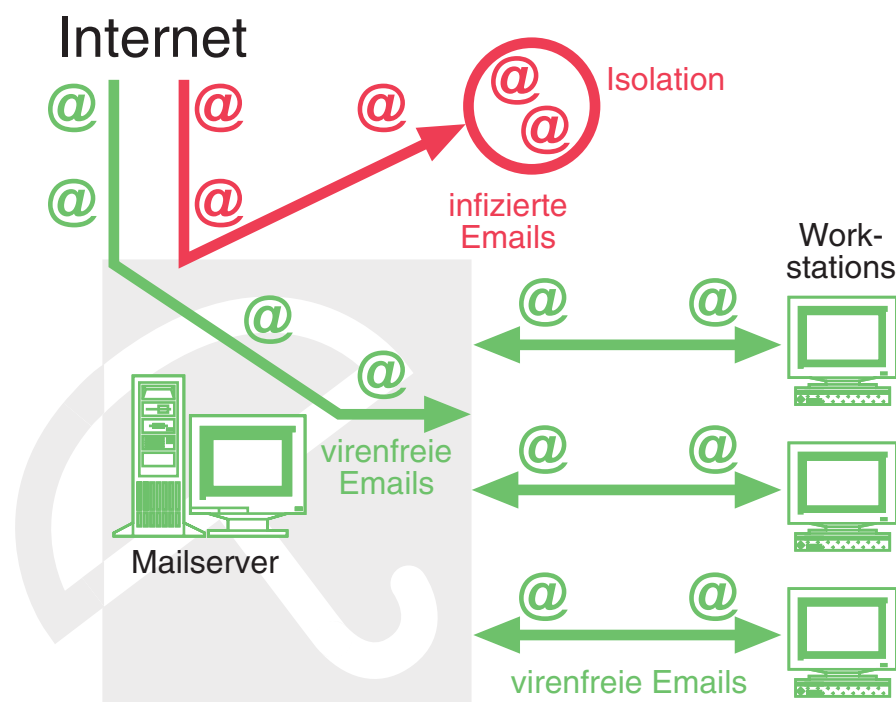 Internet
@ @ @ @ @
Isolation
@
@ @
infizierte
Emails
Work-
stations
@ @ @
@
@ @
virenfreie
Emails
Mailserver
@ @
virenfreie Emails